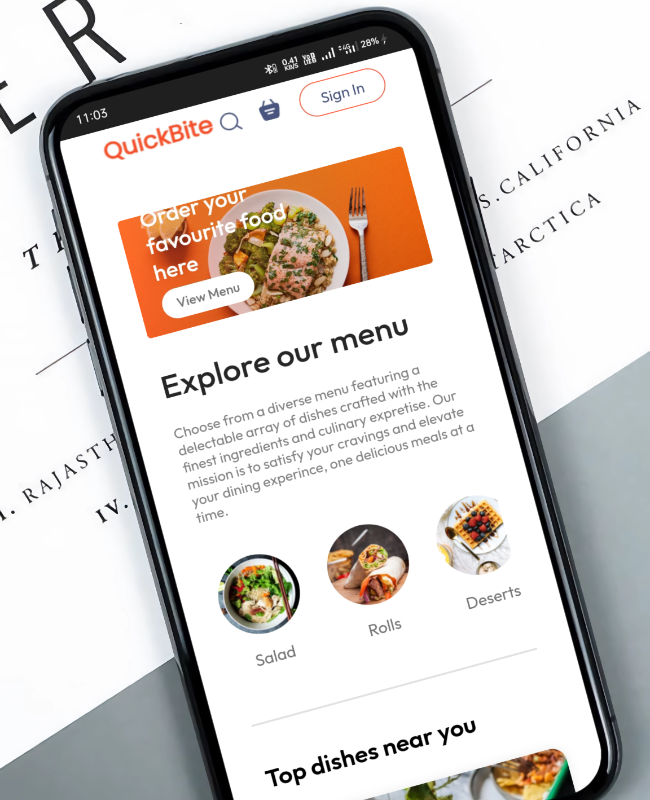 E R
T
S.CALIFORNIA
TARCTICA
I. RAJASTH
IV.
11:03
0.41 KB/S
4G
28%
QuickBite
Sign In
Order your
favourite food
here
View Menu
Explore our menu
Choose from a diverse menu featuring a
delectable array of dishes crafted with the
finest ingredients and culinary expretise. Our
mission is to satisfy your cravings and elevate
your dining experince, one delicious meals at a
time.
Salad
Rolls
Deserts
Top dishes near you